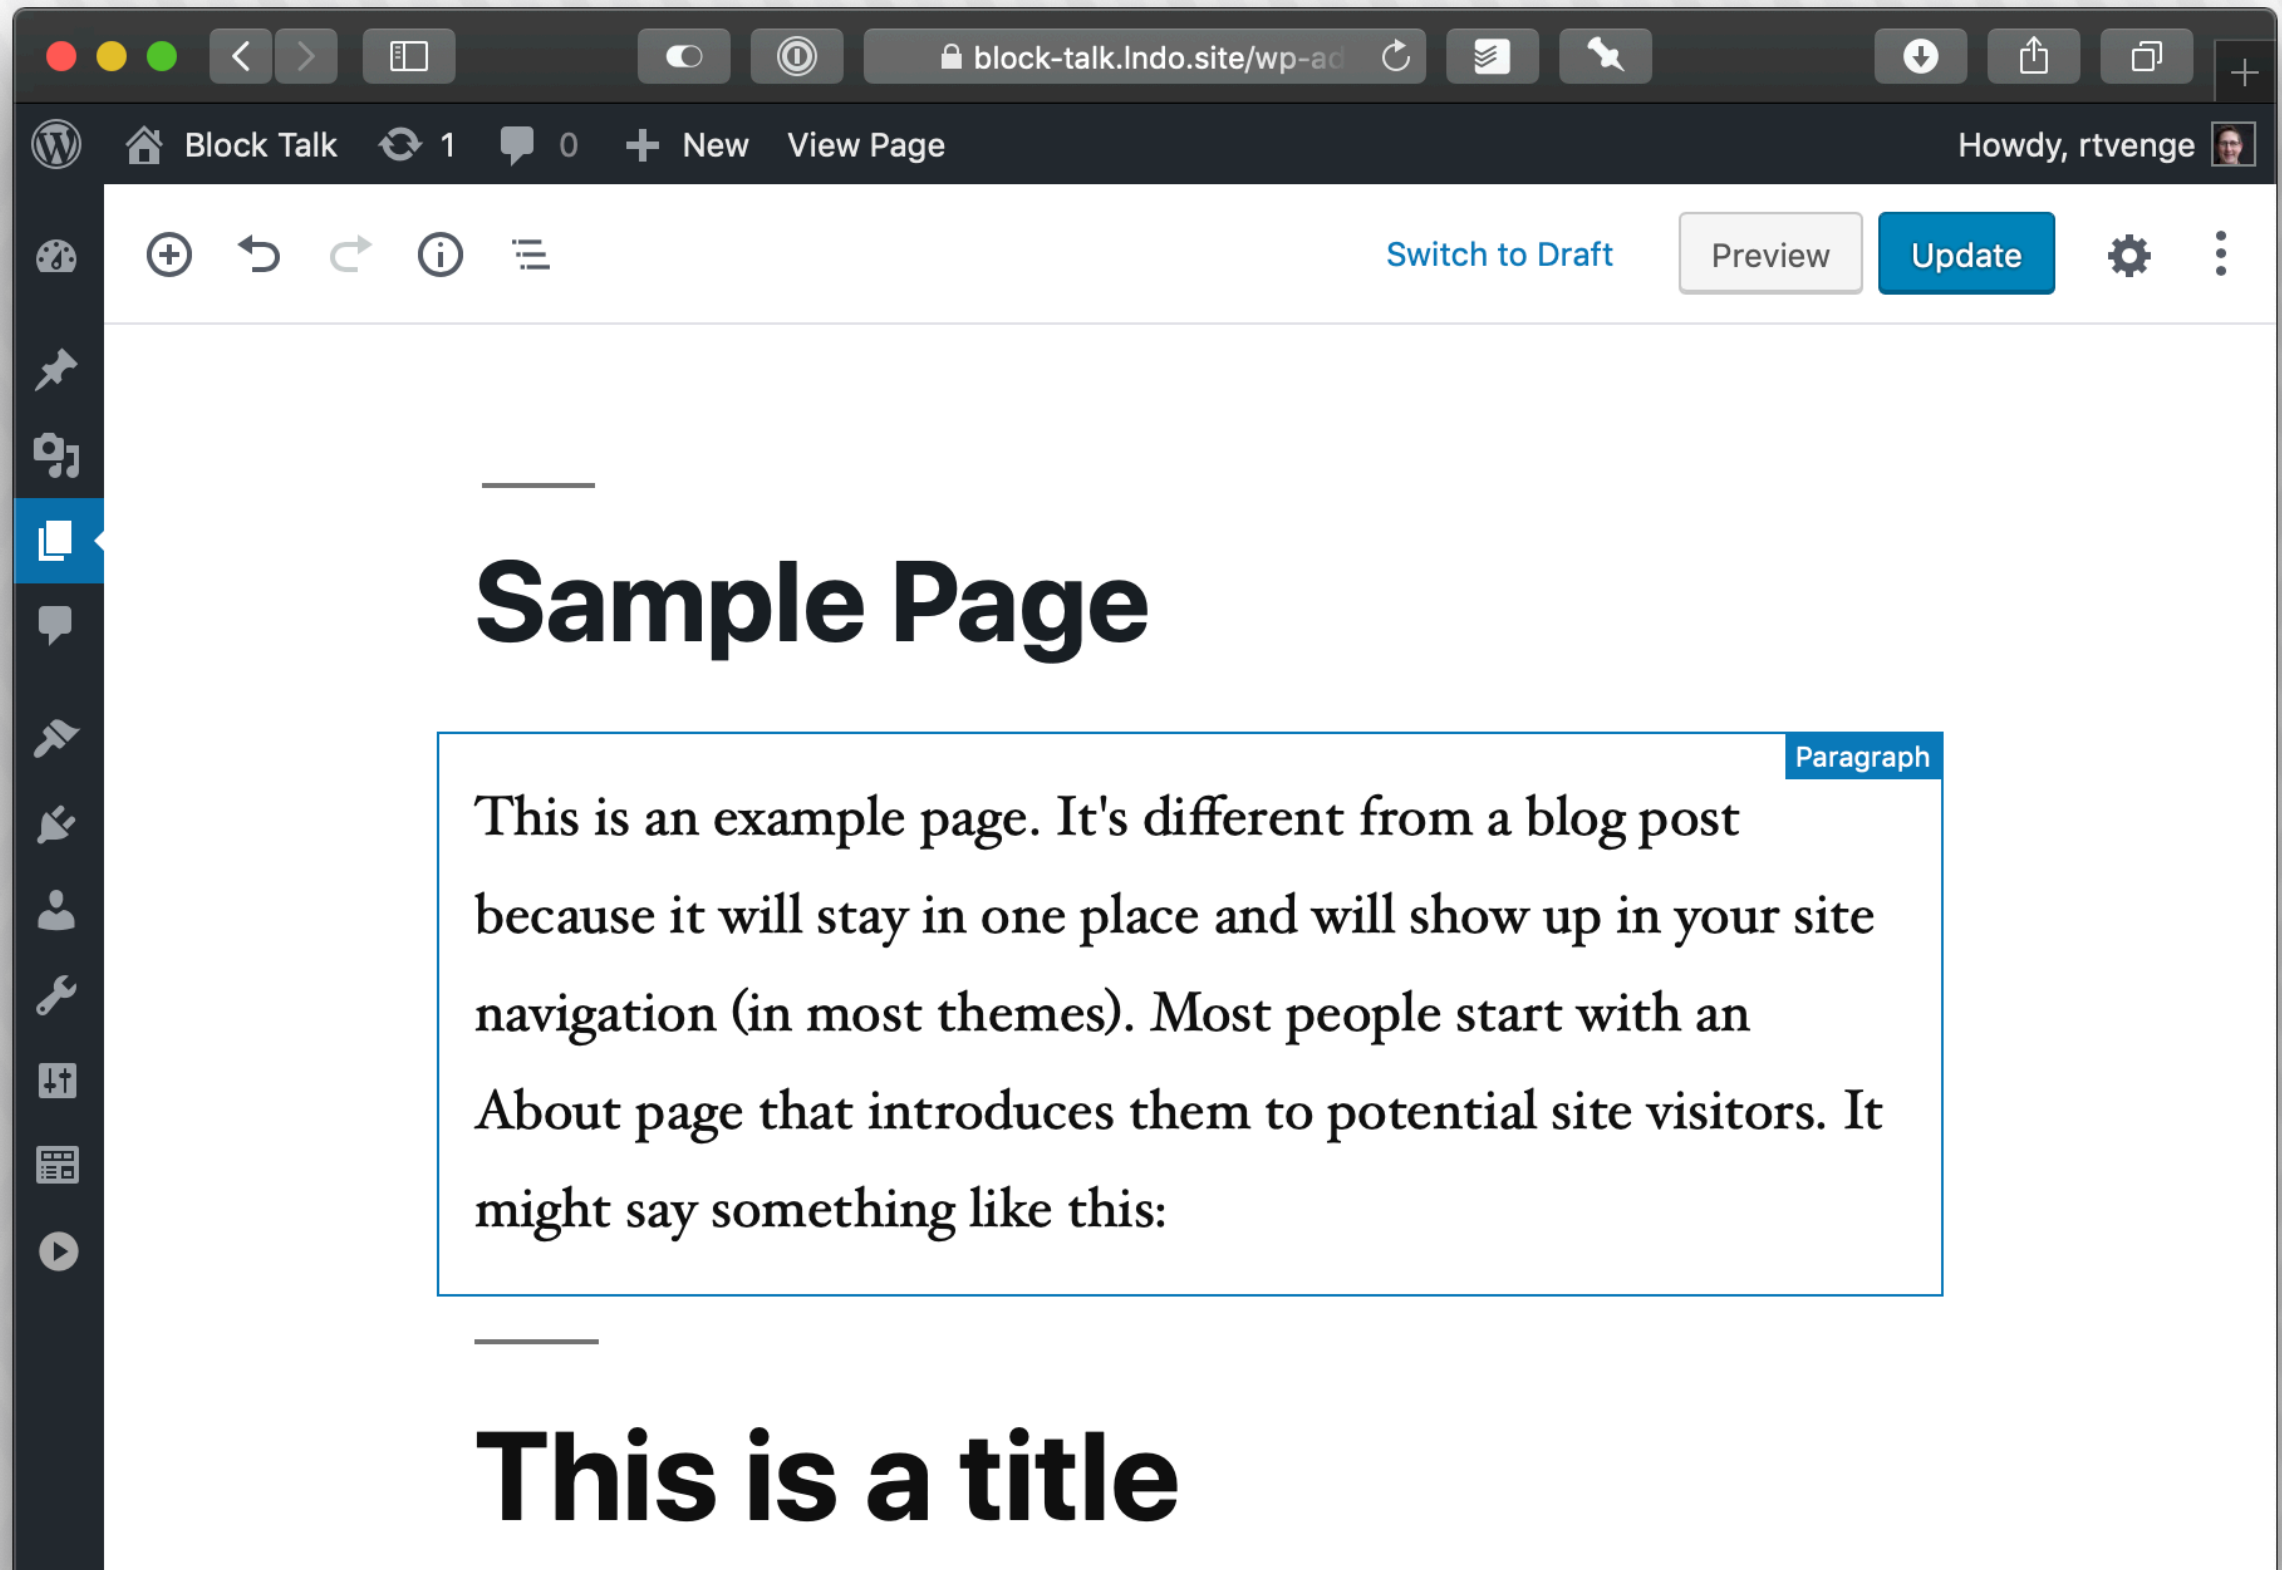 block-talk.lndo.site/wp-ad
Block Talk 1 0 New View Page Howdy, rtvenge
Switch to Draft Preview Update
Sample Page
Paragraph
This is an example page. It's different from a blog post
because it will stay in one place and will show up in your site
navigation (in most themes). Most people start with an
About page that introduces them to potential site visitors. It
might say something like this:
This is a title